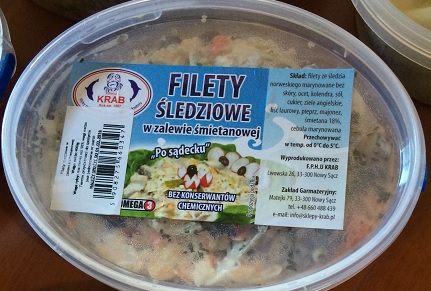 KRAB
FILETY
ŚLEDZIOWE
w zalewie śmietanowej
„Po sądecku”
BEZ KONSERWANTÓW
CHEMICZNYCH
OMEGA 3
Skład: filety ze śledzia
norweskiego marynowane bez
skóry, ocet, kolendra, sól,
cukier, ziele angielskie,
liść laurowy, pieprz, majonez,
śmietana 18%,
cebula marynowana
Przechowywać
w temp. od 0°C do 5°C.
Wyprodukowano przez:
F.P.H.U KRAB
Lwowska 26, 33-300 Nowy Sącz
Zakład Garmażeryjny:
Matejki 79, 33-300 Nowy Sącz
tel. +48 660 488 439
e-mail: info@sklepy-krab.pl